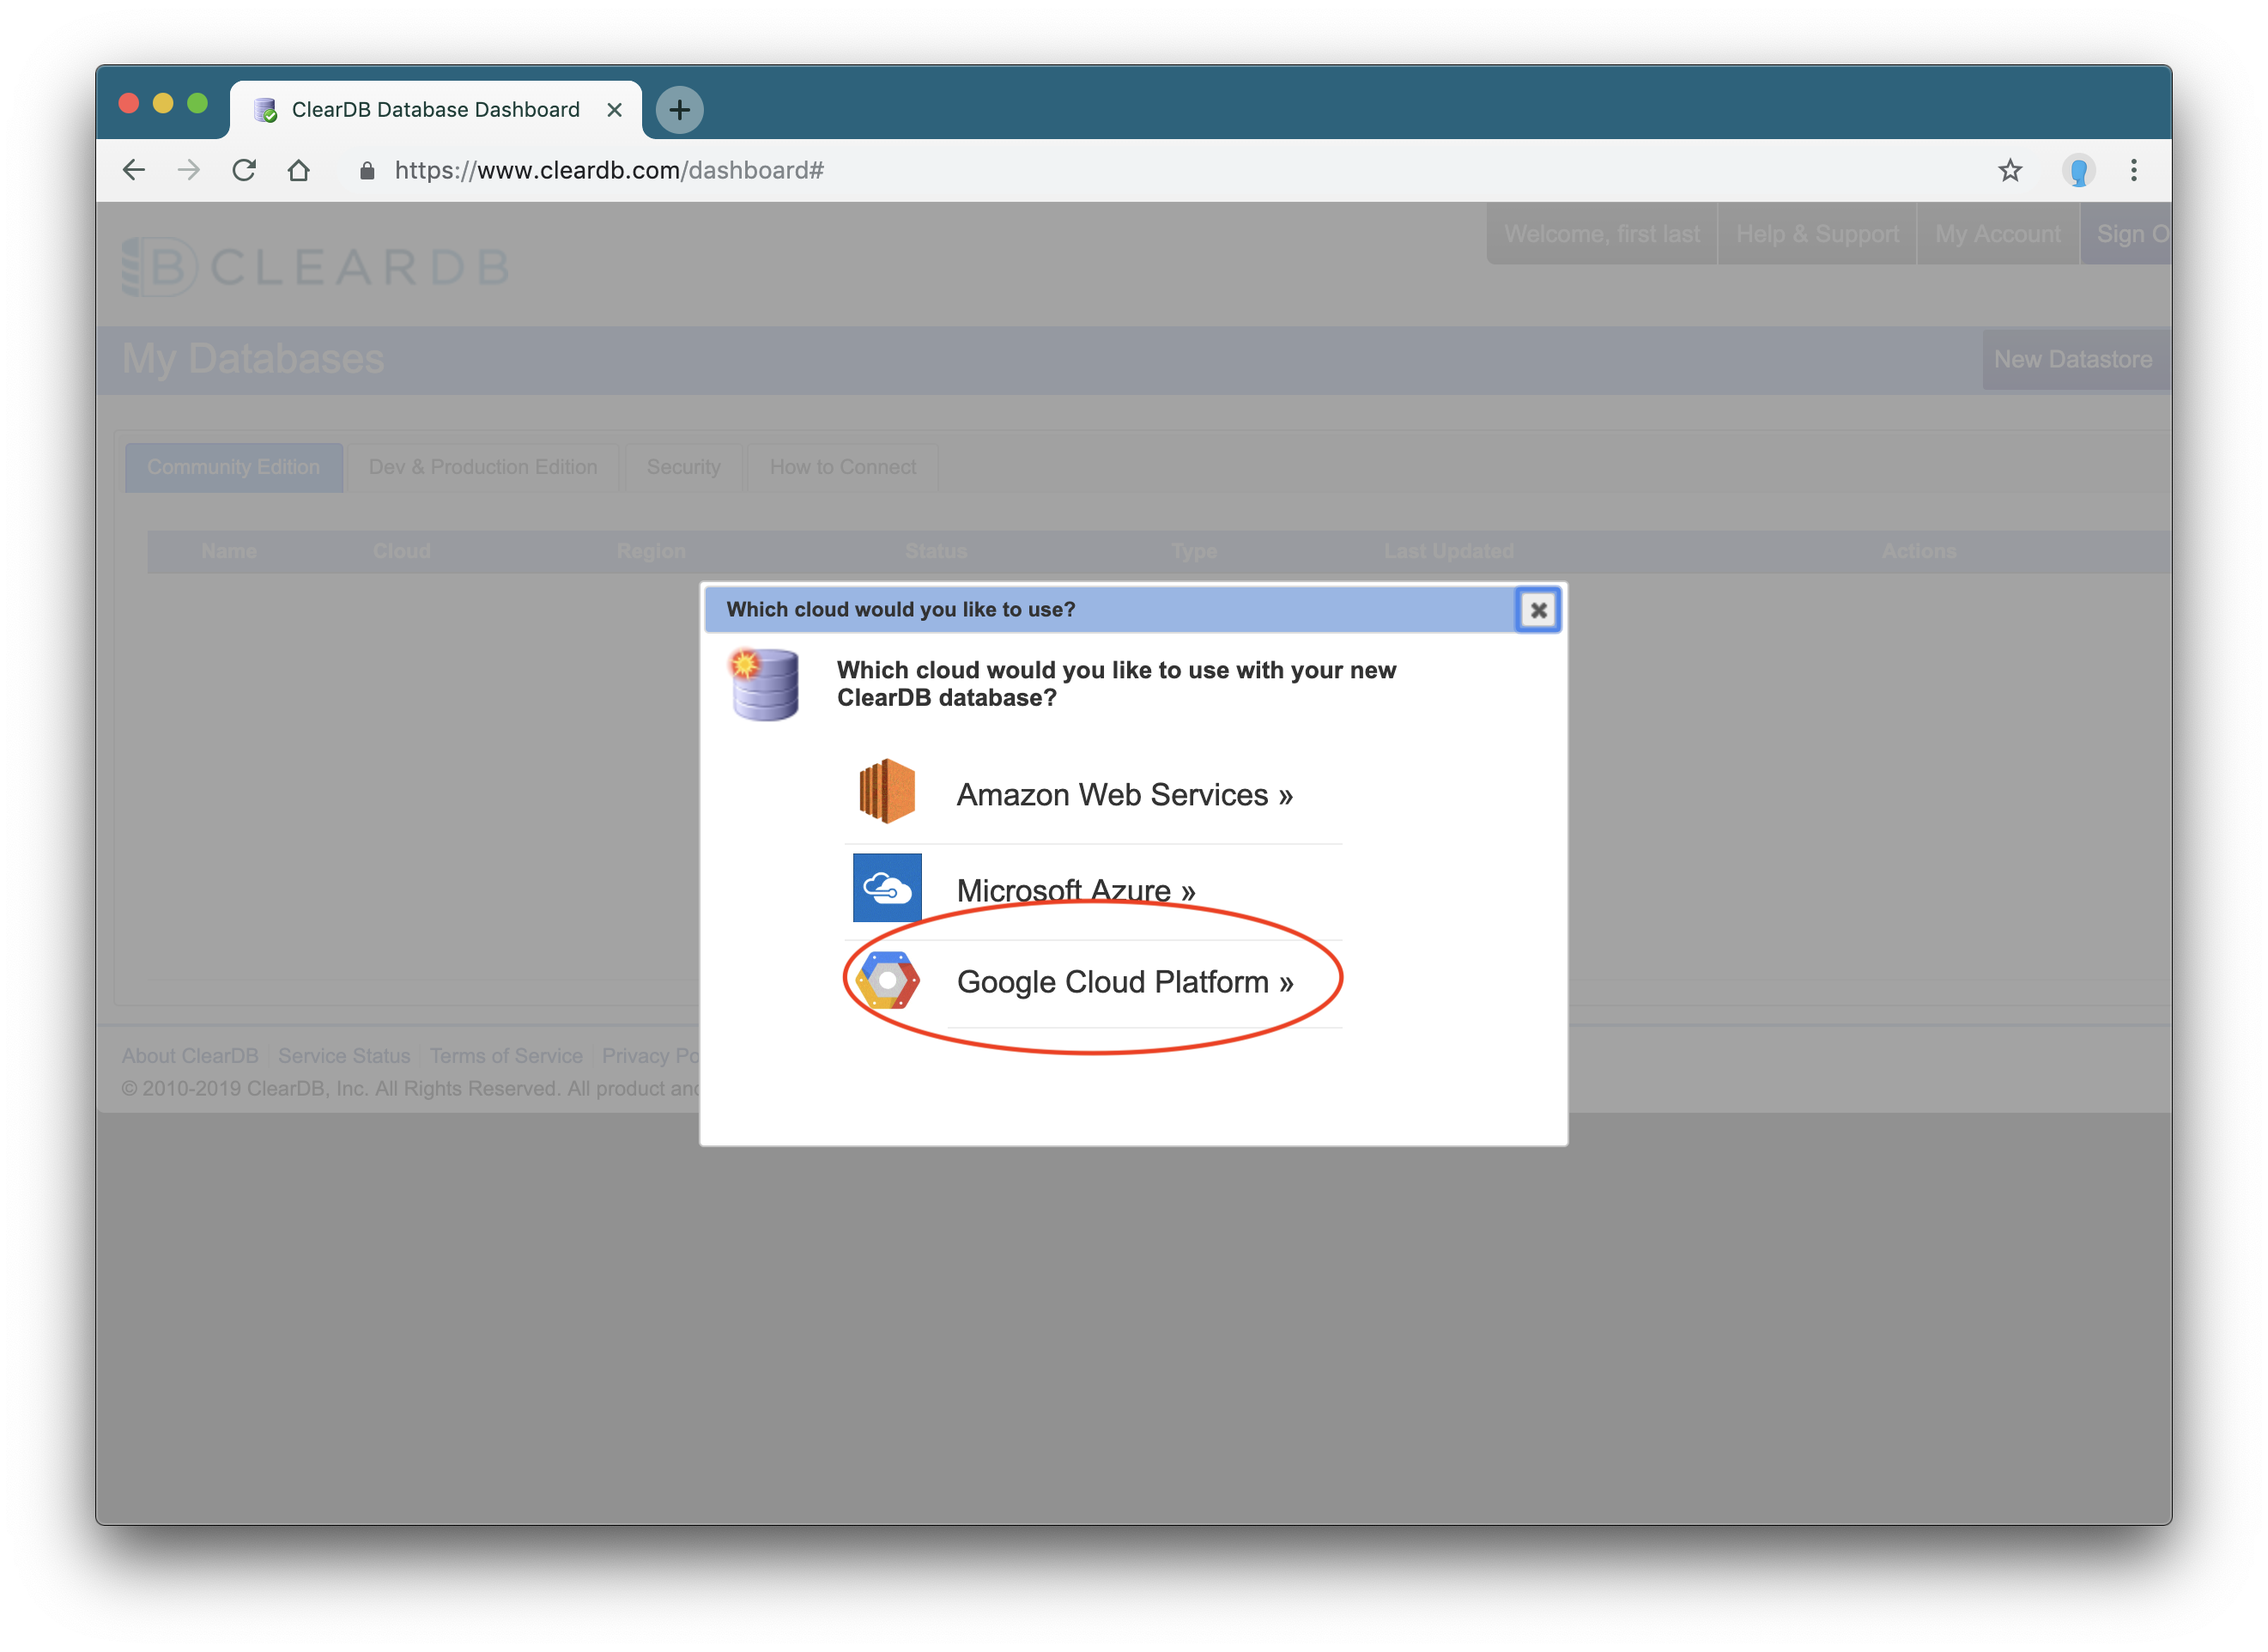 ClearDB Database Dashboard
https://www.cleardb.com/dashboard#
Welcome, first last
Help & Support
My Account
Sign O
CLEARDB
My Databases
New Datastore
Community Edition
Dev & Production Edition
Security
How to Connect
Name Cloud Region Status Type Last Updated Actions
Which cloud would you like to use?
Which cloud would you like to use with your new
ClearDB database?
Amazon Web Services »
Microsoft Azure »
Google Cloud Platform »
About ClearDB Service Status Terms of Service Privacy Po
© 2010-2019 ClearDB, Inc. All Rights Reserved. All product and